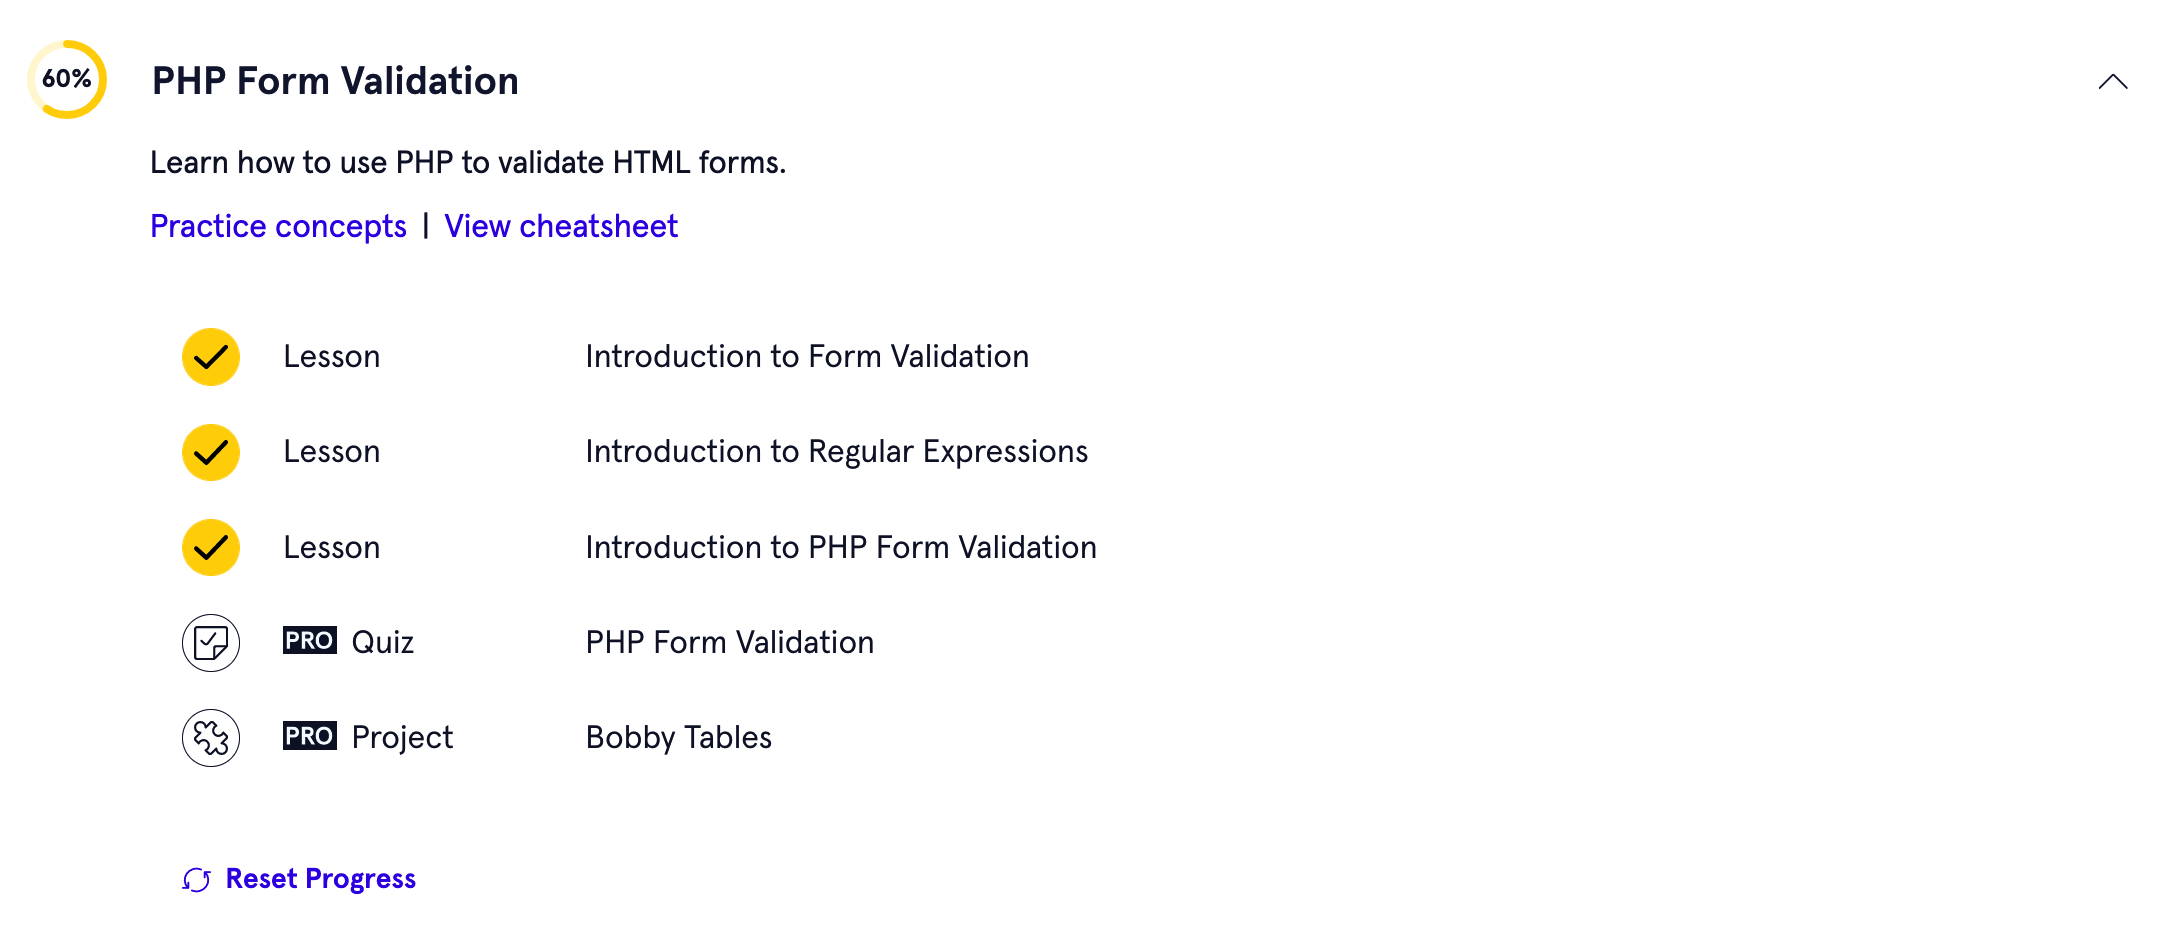 60% PHP Form Validation
Learn how to use PHP to validate HTML forms.
Practice concepts | View cheatsheet
Lesson Introduction to Form Validation
Lesson Introduction to Regular Expressions
Lesson Introduction to PHP Form Validation
PRO Quiz PHP Form Validation
PRO Project Bobby Tables
Reset Progress